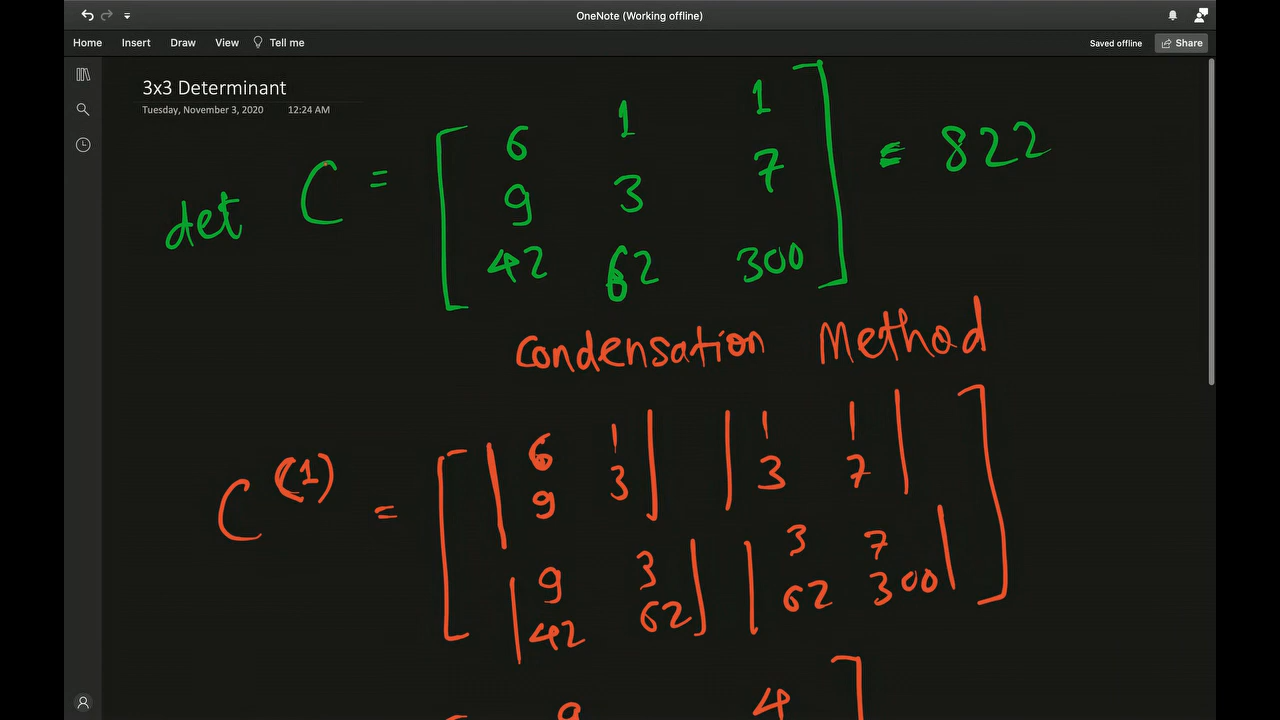 OneNote (Working offline)
Home Insert Draw View Tell me Saved offline Share
3x3 Determinant
Tuesday, November 3, 2020 12:24 AM
6 1 1
det C = 9 3 7 = 822
42 62 300
Condensation Method
6 1 1 1
C(1) = 9 3 3 7
9 3 3 7
42 62 62 300
9 4